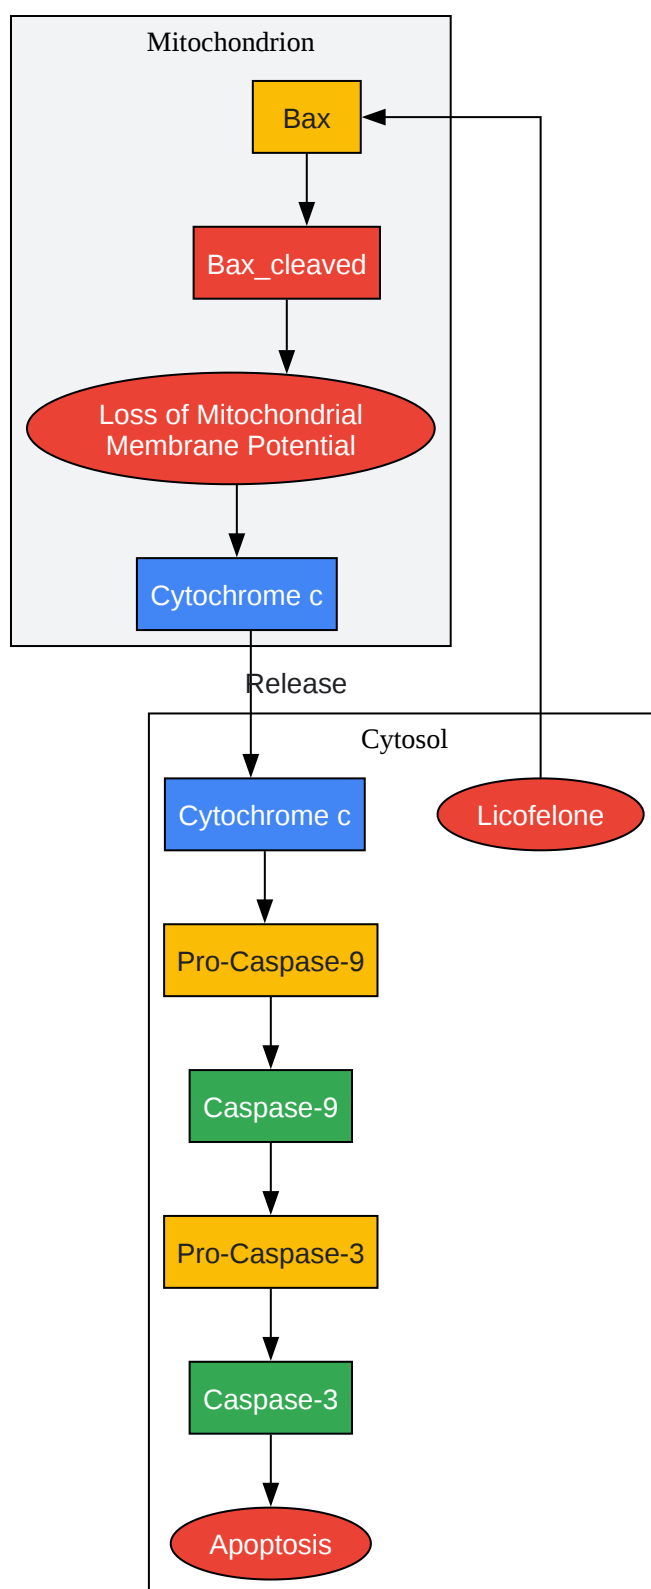 Mitochondrion
Bax
Bax_cleaved
Loss of Mitochondrial
Membrane Potential
Cytochrome c
Release
Cytosol
Cytochrome c
Licofelone
Pro-Caspase-9
Caspase-9
Pro-Caspase-3
Caspase-3
Apoptosis